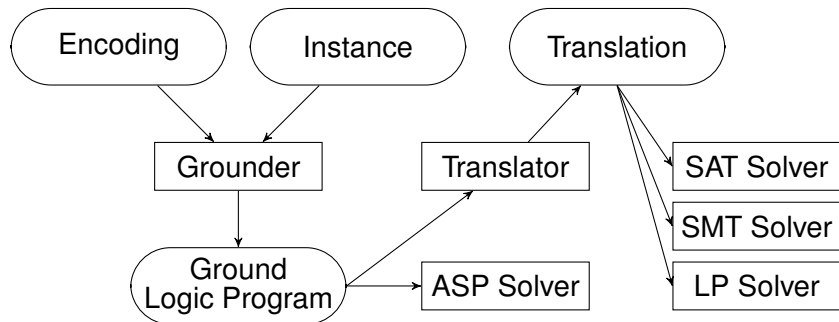 Encoding
Instance
Translation
Grounder
Translator
SAT Solver
SMT Solver
Ground
Logic Program
ASP Solver
LP Solver